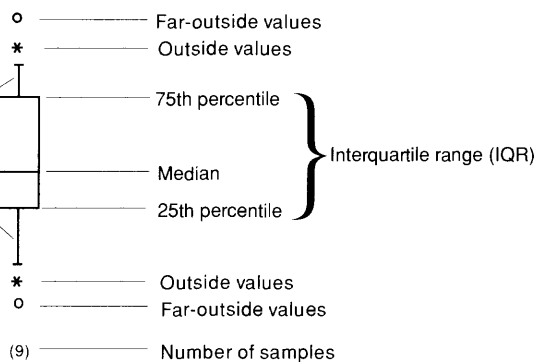 o Far-outside values
* Outside values
75th percentile
Interquartile range (IQR)
Median
25th percentile
* Outside values
o Far-outside values
(9) Number of samples